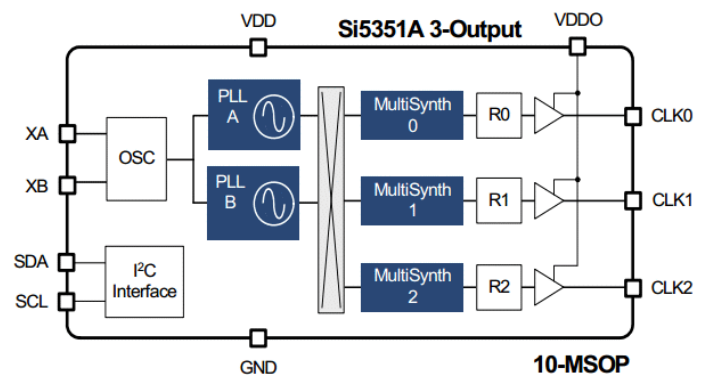 VDD
Si5351A 3-Output
VDDO
PLL
A
MultiSynth
0
R0
CLK0
XA
OSC
XB
PLL
B
MultiSynth
1
R1
CLK1
SDA
I²C
Interface
SCL
MultiSynth
2
R2
CLK2
GND
10-MSOP